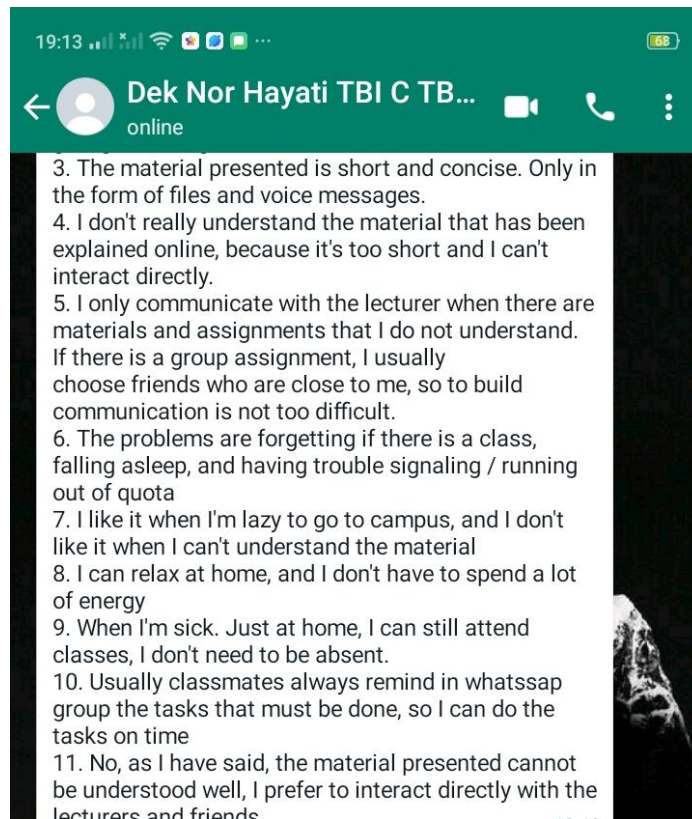 19:13
68
Dek Nor Hayati TBI C TB...
online
3. The material presented is short and concise. Only in
the form of files and voice messages.
4. I don't really understand the material that has been
explained online, because it's too short and I can't
interact directly.
5. I only communicate with the lecturer when there are
materials and assignments that I do not understand.
If there is a group assignment, I usually
choose friends who are close to me, so to build
communication is not too difficult.
6. The problems are forgetting if there is a class,
falling asleep, and having trouble signaling / running
out of quota
7. I like it when I'm lazy to go to campus, and I don't
like it when I can't understand the material
8. I can relax at home, and I don't have to spend a lot
of energy
9. When I'm sick. Just at home, I can still attend
classes, I don't need to be absent.
10. Usually classmates always remind in whatssap
group the tasks that must be done, so I can do the
tasks on time
11. No, as I have said, the material presented cannot
be understood well, I prefer to interact directly with the
lecturers and friends